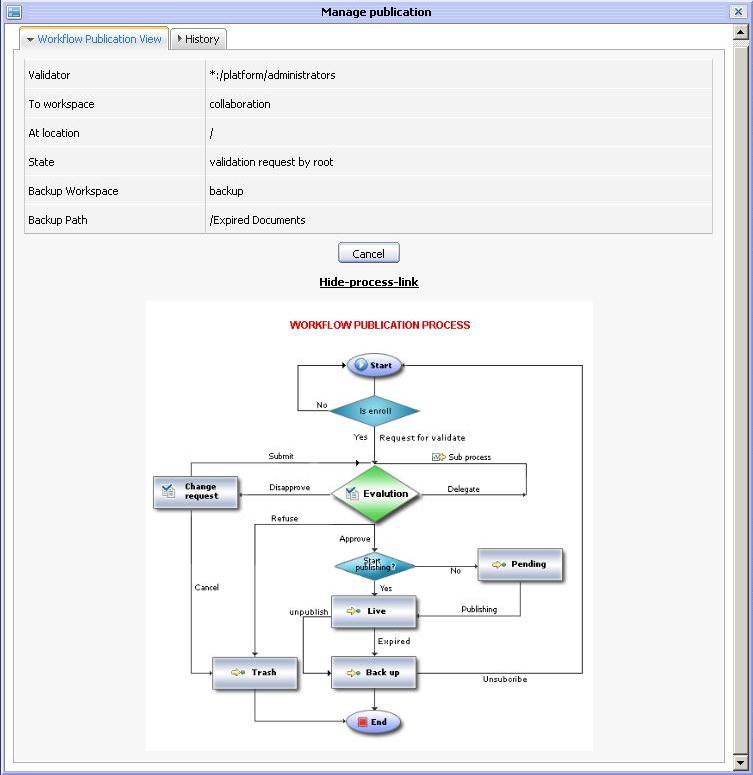 Manage publication
Workflow Publication View
History
Validator *:/platform/administrators
To workspace collaboration
At location /
State validation request by root
Backup Workspace backup
Backup Path /Expired Documents
Cancel
Hide-process-link
WORKFLOW PUBLICATION PROCESS
Start
No
Is enroll
Yes
Request for validate
Submit
Sub process
Change
request
Disapprove
Evalution
Delegate
Refuse
Approve
Start
publishing?
No
Pending
Yes
Cancel
unpublish
Live
Publishing
Expired
Trash
Back up
Unsubcribe
End